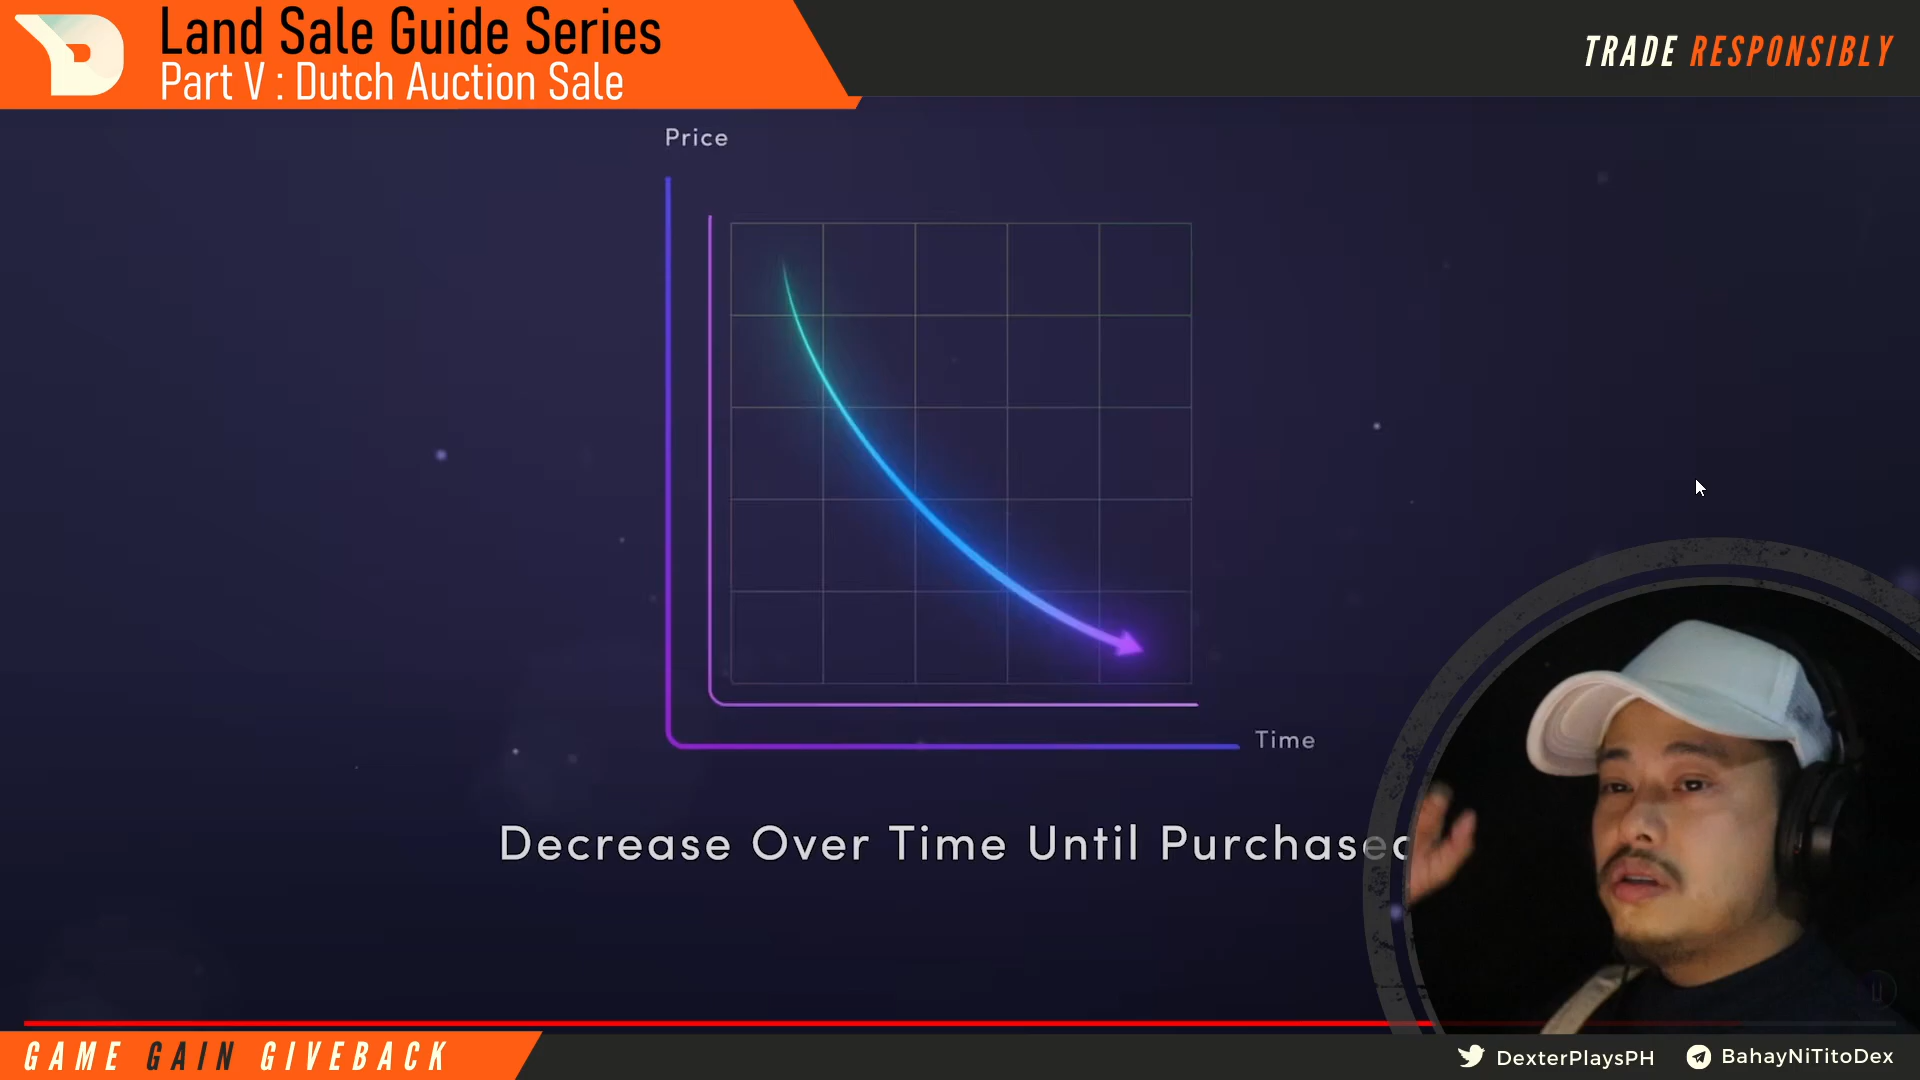 Land Sale Guide Series
Part V : Dutch Auction Sale
TRADE RESPONSIBLY
Price
Time
Decrease Over Time Until Purchased
GAME GAIN GIVEBACK
DexterPlaysPH
BahayNiTitoDex